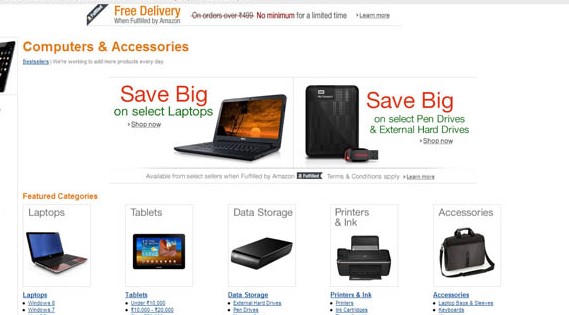 Free Delivery
When Fulfilled by Amazon
On orders over ₹499 No minimum for a limited time › Learn more
Computers & Accessories
Bestsellers | We're working to add more products every day.
Save Big
on select Laptops
› Shop now
Save Big
on select Pen Drives
& External Hard Drives
› Shop now
Available from select sellers when Fulfilled by Amazon Fulfilled Terms & Conditions apply › Learn more
Featured Categories
Laptops
Tablets
Data Storage
Printers
& Ink
Accessories
Laptops
Windows 8
Windows 7
Tablets
Under ₹10,000
₹10,000 - ₹20,000
Data Storage
External Hard Drives
Pen Drives
Printers & Ink
Printers
Ink Cartridges
Accessories
Laptop Bags & Sleeves
Keyboards